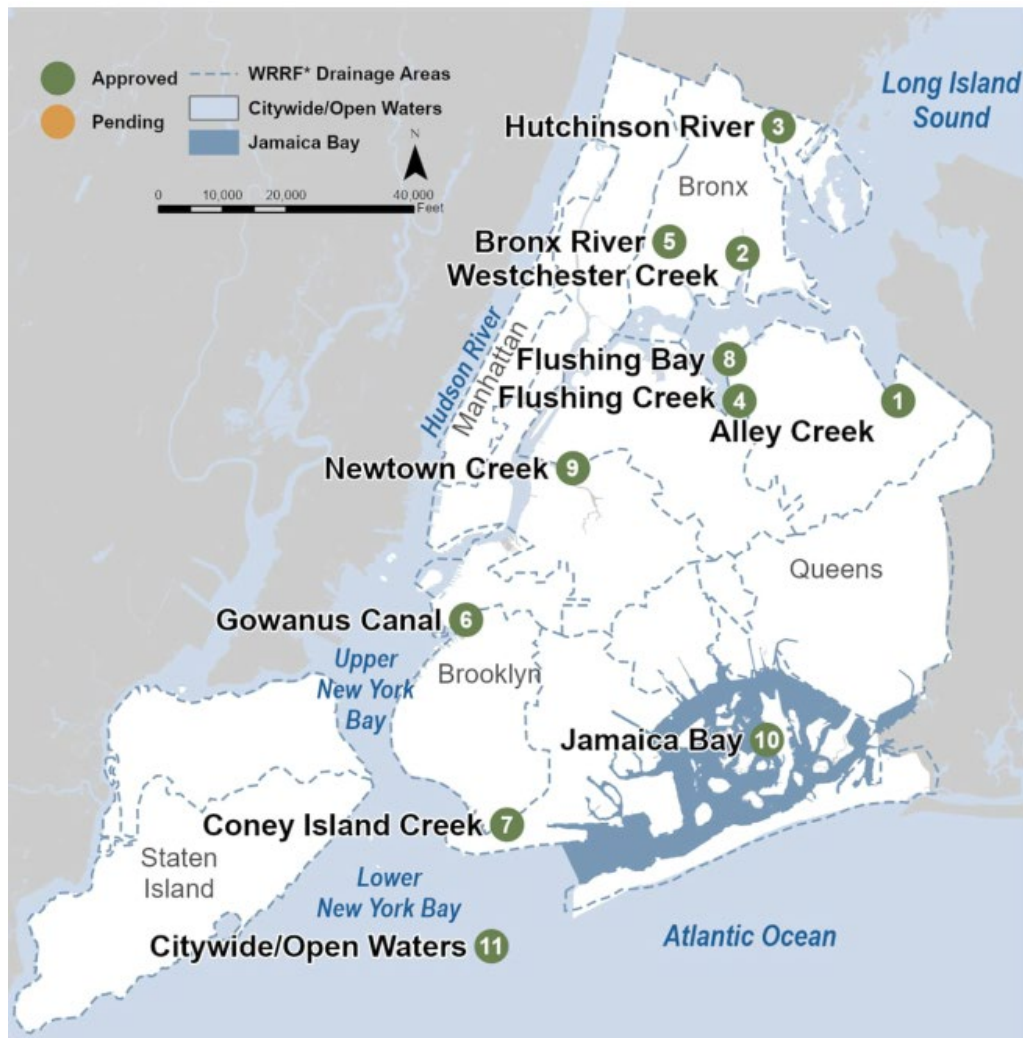 Approved
Pending
WRRF* Drainage Areas
Citywide/Open Waters
Jamaica Bay
N
0 10,000 20,000 40,000
Feet
Long Island
Sound
Hutchinson River 3
Bronx
Bronx River 5
2
Westchester Creek
Hudson River
Manhattan
Flushing Bay 8
Flushing Creek 4
1
Alley Creek
Newtown Creek 9
Queens
Gowanus Canal 6
Upper
New York
Bay
Brooklyn
Jamaica Bay 10
Coney Island Creek 7
Staten
Island
Lower
New York Bay
Citywide/Open Waters 11
Atlantic Ocean